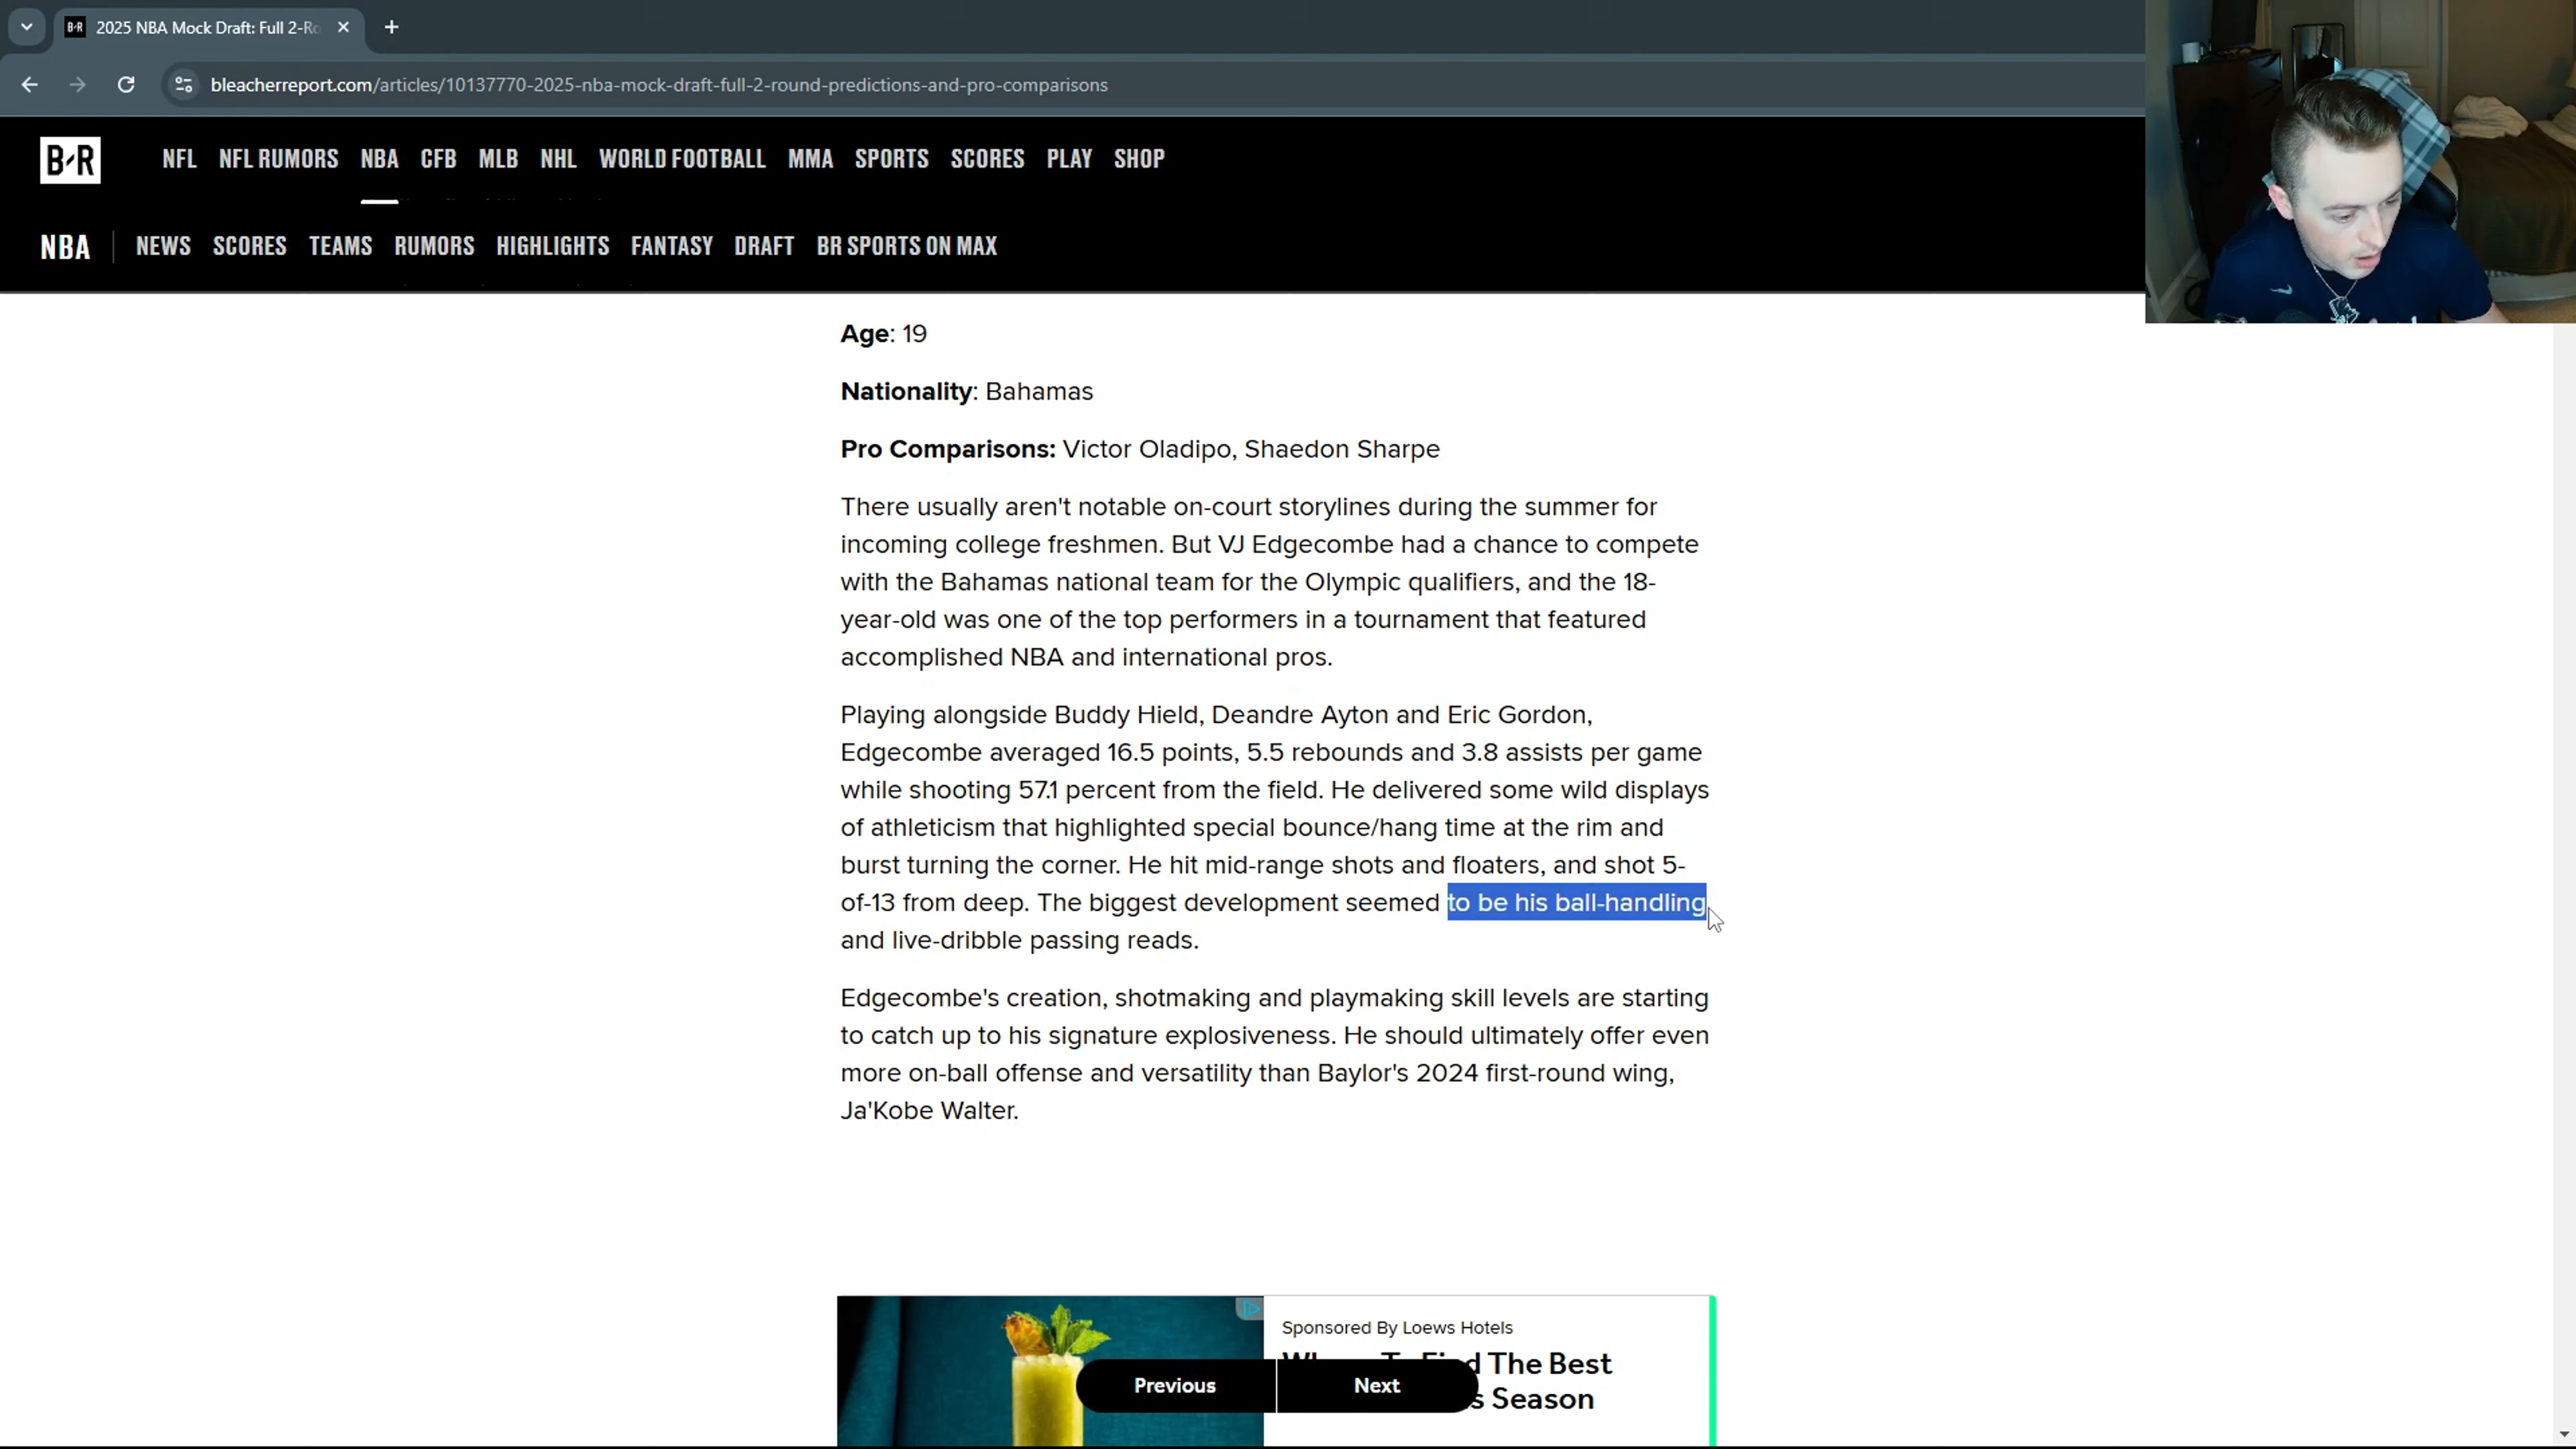 B/R 2025 NBA Mock Draft: Full 2-Ro
bleacherreport.com/articles/10137770-2025-nba-mock-draft-full-2-round-predictions-and-pro-comparisons
B/R NFL NFL RUMORS NBA CFB MLB NHL WORLD FOOTBALL MMA SPORTS SCORES PLAY SHOP
NBA NEWS SCORES TEAMS RUMORS HIGHLIGHTS FANTASY DRAFT BR SPORTS ON MAX
Age: 19
Nationality: Bahamas
Pro Comparisons: Victor Oladipo, Shaedon Sharpe
There usually aren't notable on-court storylines during the summer for
incoming college freshmen. But VJ Edgecombe had a chance to compete
with the Bahamas national team for the Olympic qualifiers, and the 18-
year-old was one of the top performers in a tournament that featured
accomplished NBA and international pros.
Playing alongside Buddy Hield, Deandre Ayton and Eric Gordon,
Edgecombe averaged 16.5 points, 5.5 rebounds and 3.8 assists per game
while shooting 57.1 percent from the field. He delivered some wild displays
of athleticism that highlighted special bounce/hang time at the rim and
burst turning the corner. He hit mid-range shots and floaters, and shot 5-
of-13 from deep. The biggest development seemed to be his ball-handling
and live-dribble passing reads.
Edgecombe's creation, shotmaking and playmaking skill levels are starting
to catch up to his signature explosiveness. He should ultimately offer even
more on-ball offense and versatility than Baylor's 2024 first-round wing,
Ja'Kobe Walter.
Sponsored By Loews Hotels
The Best
Season
Previous Next